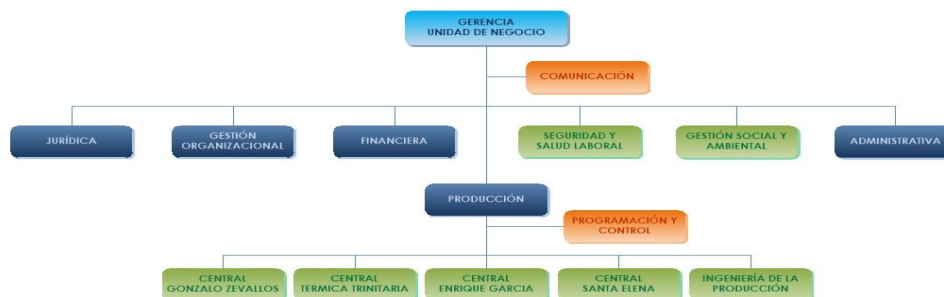 GERENCIA
UNIDAD DE NEGOCIO
COMUNICACIÓN
JURÍDICA
GESTIÓN
ORGANIZACIONAL
FINANCIERA
SEGURIDAD Y
SALUD LABORAL
GESTIÓN SOCIAL Y
AMBIENTAL
ADMINISTRATIVA
PRODUCCIÓN
PROGRAMACIÓN Y
CONTROL
CENTRAL
GONZALO ZEVALLOS
CENTRAL
TERMICA TRINITARIA
CENTRAL
ENRIQUE GARCIA
CENTRAL
SANTA ELENA
INGENIERÍA DE LA
PRODUCCIÓN